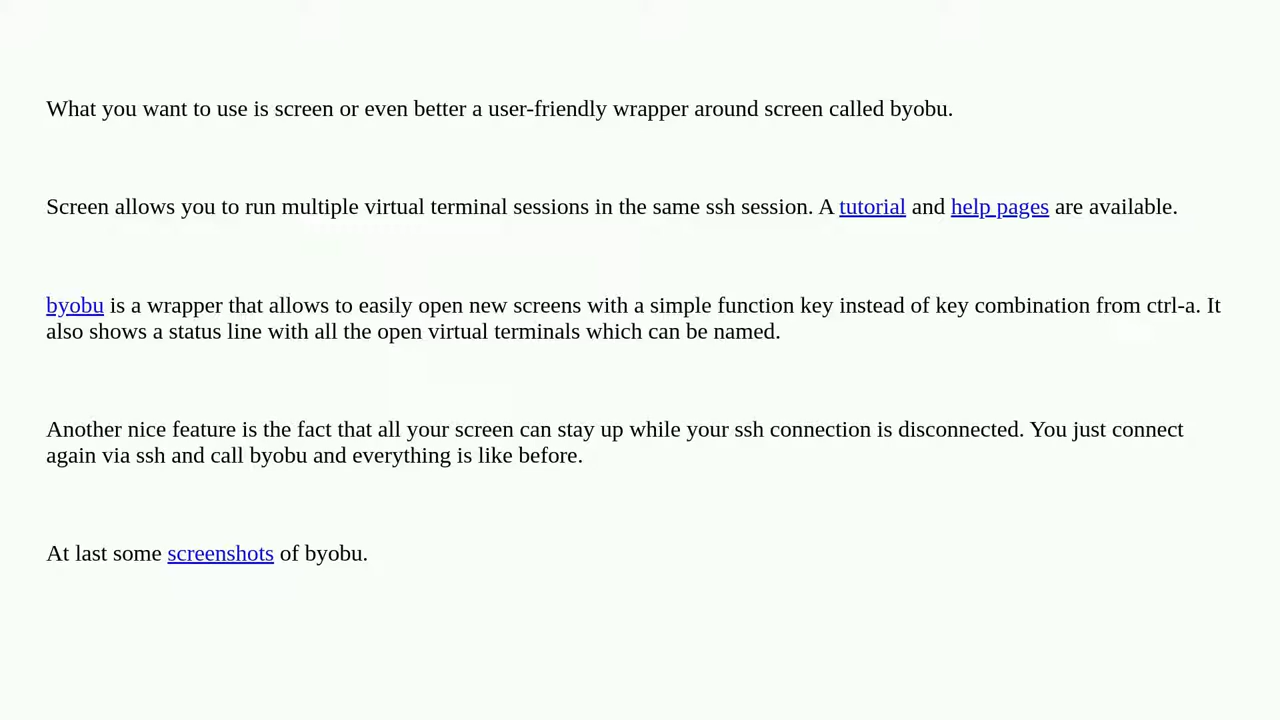 What you want to use is screen or even better a user-friendly wrapper around screen called byobu.
Screen allows you to run multiple virtual terminal sessions in the same ssh session. A tutorial and help pages are available.
byobu is a wrapper that allows to easily open new screens with a simple function key instead of key combination from ctrl-a. It
also shows a status line with all the open virtual terminals which can be named.
Another nice feature is the fact that all your screen can stay up while your ssh connection is disconnected. You just connect
again via ssh and call byobu and everything is like before.
At last some screenshots of byobu.